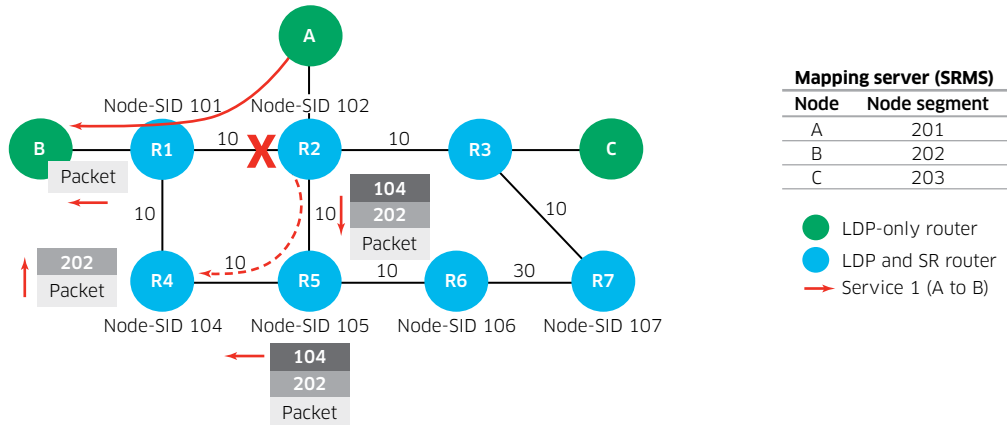 A
Node-SID 101
Node-SID 102
B
R1
10
X
R2
10
R3
C
Packet
10
10
104
202
Packet
10
202
Packet
R4
10
R5
10
R6
30
R7
Node-SID 104
Node-SID 105
Node-SID 106
Node-SID 107
104
202
Packet
Mapping server (SRMS)
Node Node segment
A 201
B 202
C 203
LDP-only router
LDP and SR router
Service 1 (A to B)